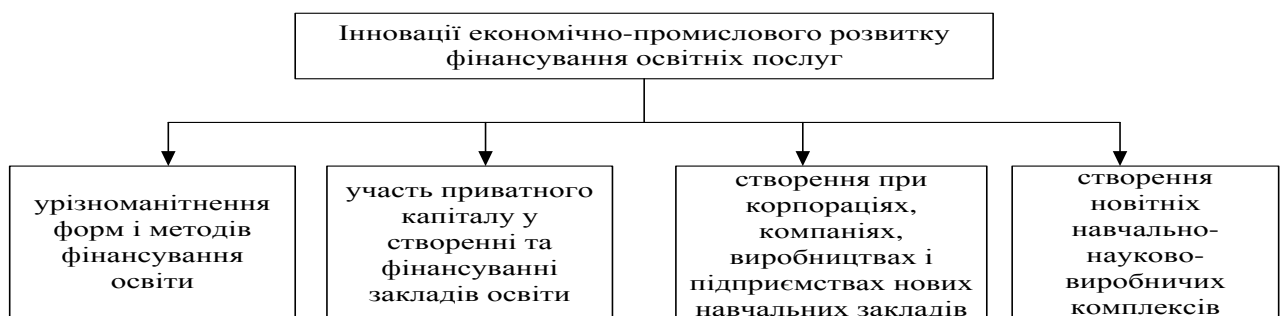 Інновації економічно-промислового розвитку
фінансування освітніх послуг
урізноманітнення
форм і методів
фінансування
освіти
участь приватного
капіталу у
створенні та
фінансуванні
закладів освіти
створення при
корпораціях,
компаніях,
виробництвах і
підприємствах нових
навчальних закладів
створення
новітніх
навчально-
науково-
виробничих
комплексів